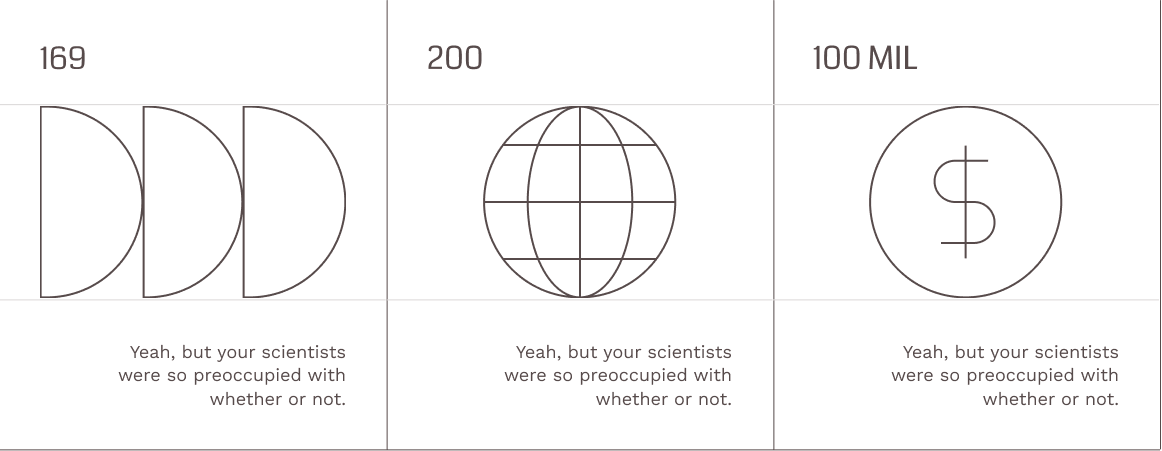 169
200
100 MIL
Yeah, but your scientists
were so preoccupied with
whether or not.
Yeah, but your scientists
were so preoccupied with
whether or not.
Yeah, but your scientists
were so preoccupied with
whether or not.